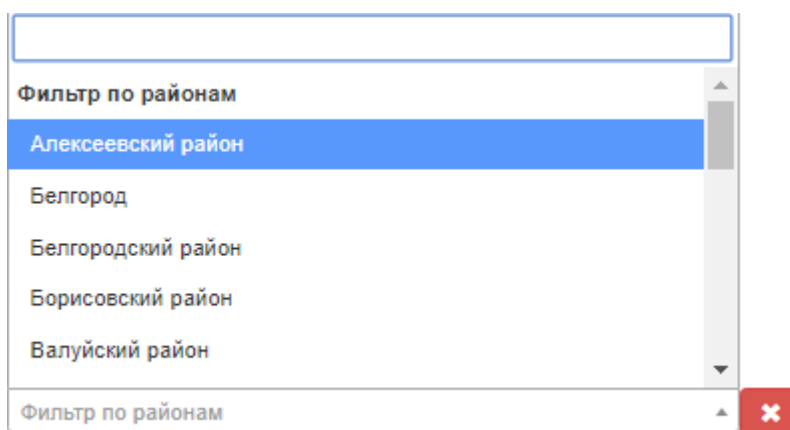 Фильтр по районам
Алексеевский район
Белгород
Белгородский район
Борисовский район
Валуйский район
Фильтр по районам